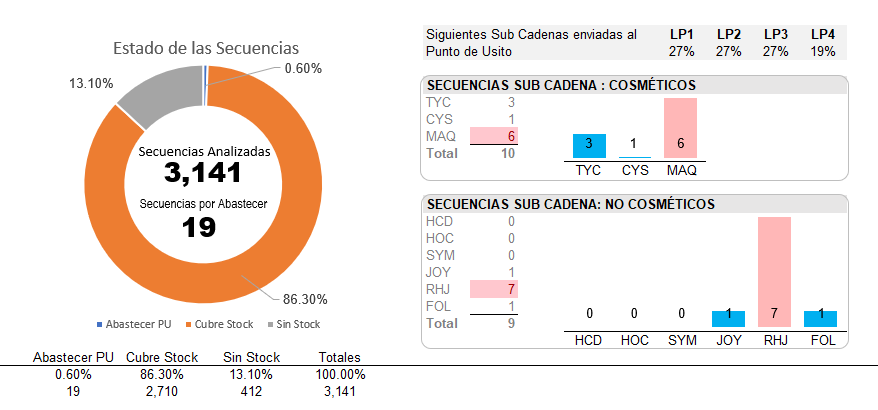 Estado de las Secuencias
0.60%
13.10%
Secuencias Analizadas
3,141
Secuencias por Abastecer
19
86.30%
Abastecer PU Cubre Stock Sin Stock
Abastecer PU Cubre Stock Sin Stock Totales
0.60% 86.30% 13.10% 100.00%
19 2,710 412 3,141
Siguientes Sub Cadenas enviadas al LP1 LP2 LP3 LP4
Punto de Usito 27% 27% 27% 19%
SECUENCIAS SUB CADENA : COSMÉTICOS
TYC 3
CYS 1
MAQ 6
Total 10
3 1 6
TYC CYS MAQ
SECUENCIAS SUB CADENA: NO COSMÉTICOS
HCD 0
HOC 0
SYM 0
JOY 1
RHJ 7
FOL 1
Total 9
0 0 0 1 7 1
HCD HOC SYM JOY RHJ FOL